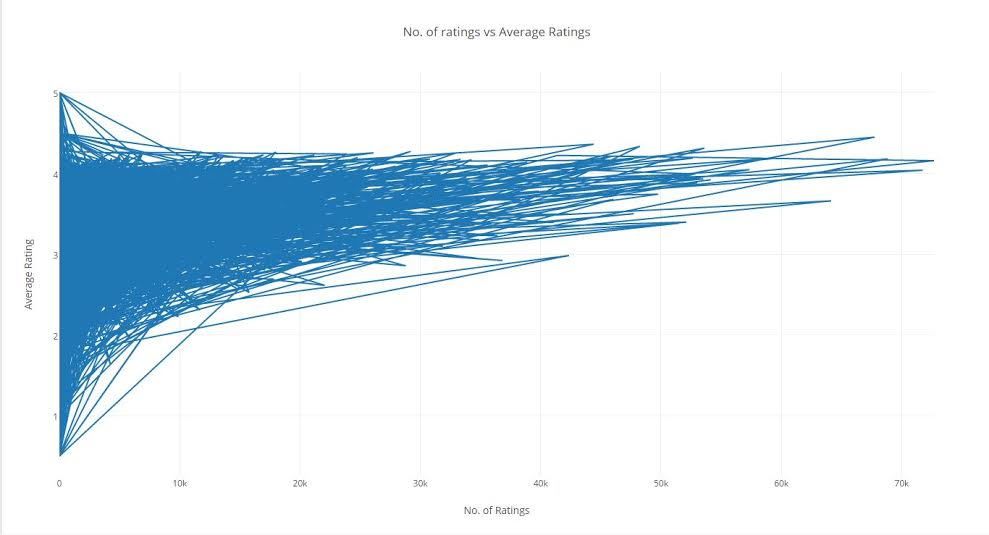 No. of ratings vs Average Ratings
5
4
3
2
1
Average Rating
0
10k
20k
30k
40k
50k
60k
70k
No. of Ratings